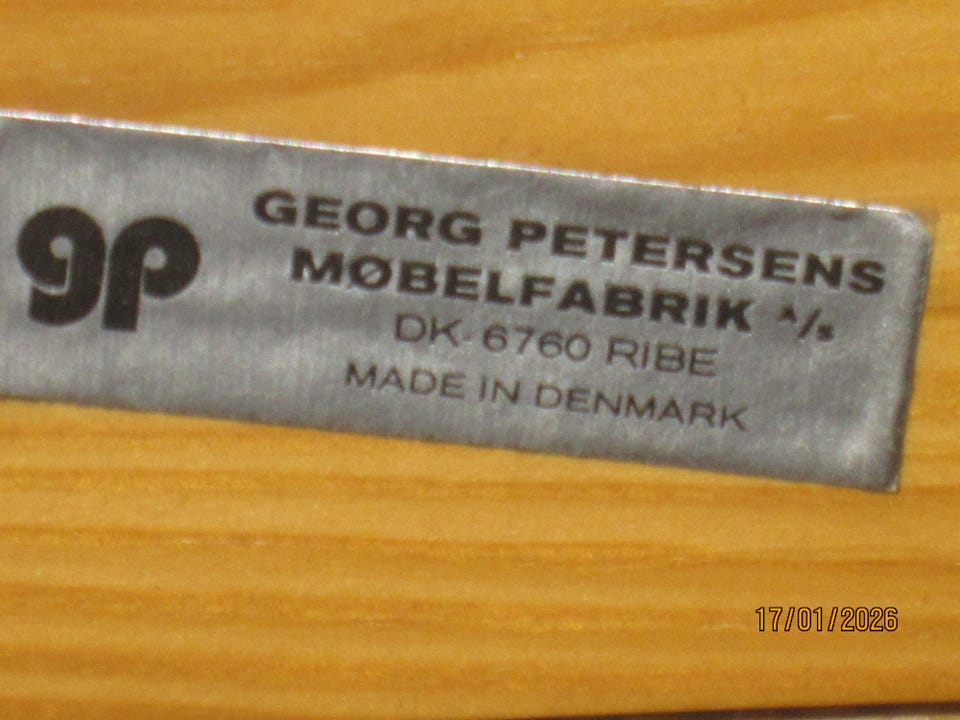 gp
GEORG PETERSENS
MØBELFABRIK A/S
DK-6760 RIBE
MADE IN DENMARK
17/01/2026